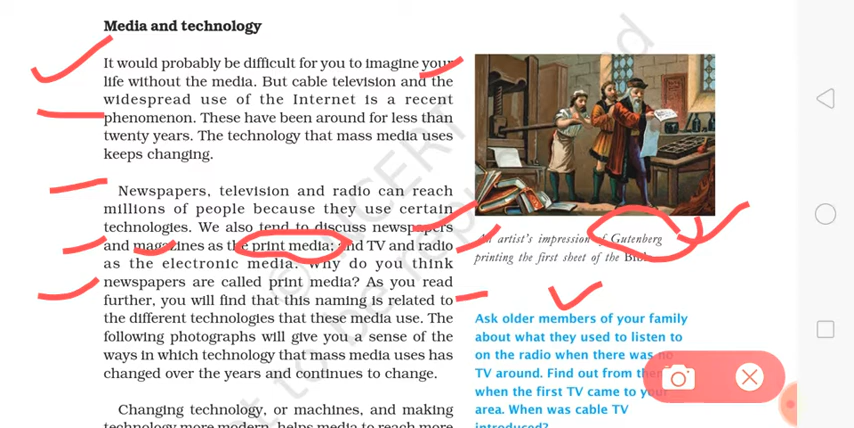 Media and technology
It would probably be difficult for you to imagine your
life without the media. But cable television and the
widespread use of the Internet is a recent
phenomenon. These have been around for less than
twenty years. The technology that mass media uses
keeps changing.
Newspapers, television and radio can reach
millions of people because they use certain
technologies. We also tend to discuss newspapers
and magazines as the print media; and TV and radio
as the electronic media. Why do you think
newspapers are called print media? As you read
further, you will find that this naming is related to
the different technologies that these media use. The
following photographs will give you a sense of the
ways in which technology that mass media uses has
changed over the years and continues to change.
Changing technology, or machines, and making
technology more modern, helps media to reach more
An artist's impression of Gutenberg
printing the first sheet of the Bible.
Ask older members of your family
about what they used to listen to
on the radio when there was no
TV around. Find out from them
when the first TV came to your
area. When was cable TV
introduced?
© NCERT